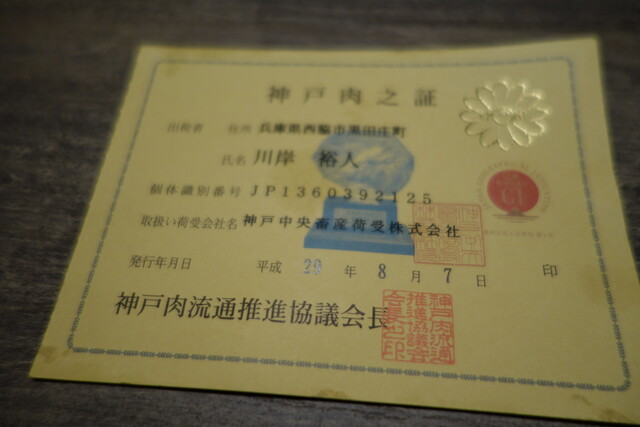 神戸肉之証
出荷者 住所 兵庫県西脇市黒田庄町
氏名 川岸 裕人
個体識別番号 JP1360392125
取扱い荷受会社名 神戸中央畜産荷受株式会社
発行年月日 平成 29 年 8 月 7 日 印
神戸肉流通推進協議会長
神戸肉流通
推進協議会
会長之印